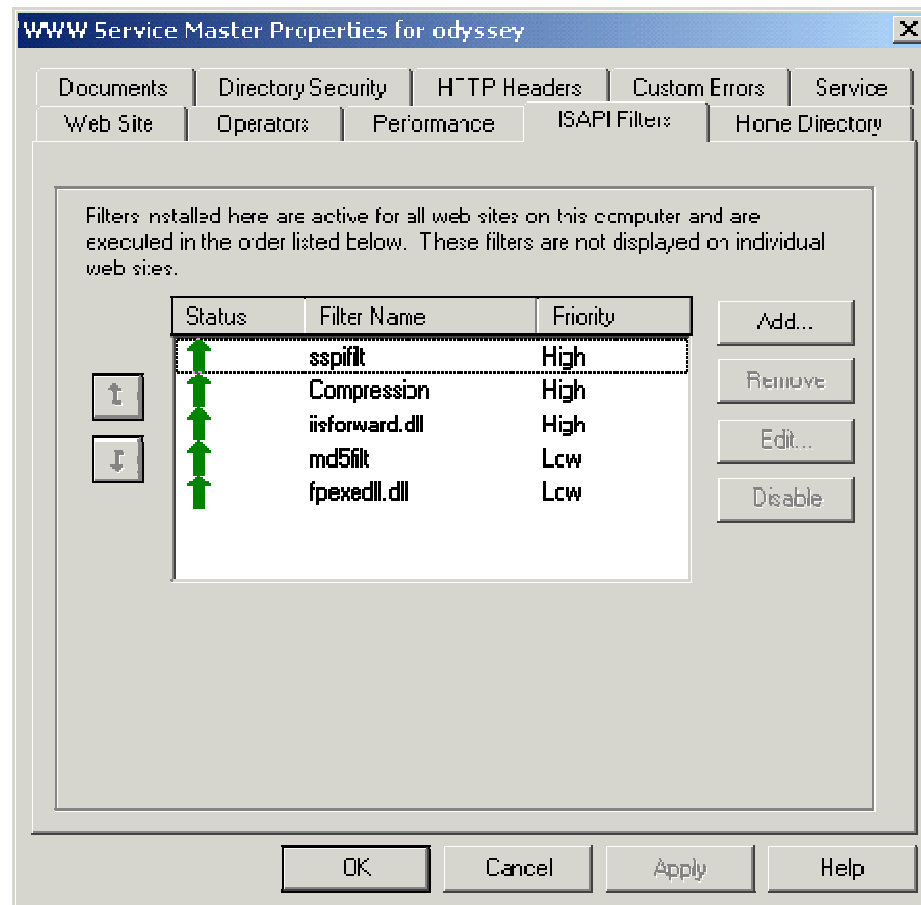 WWW Service Master Properties for odyssey
Documents Directory Security HTTP Headers Custom Errors Service
Web Site Operators Performance ISAPI Filters Home Directory
Filters installed here are active for all web sites on this computer and are
executed in the order listed below. These filters are not displayed on individual
web sites.
Status Filter Name Priority
sspifilt High
Compression High
iisforward.dll High
md5filt Low
fpexedll.dll Low
Add...
Remove
Edit...
Disable
OK Cancel Apply Help